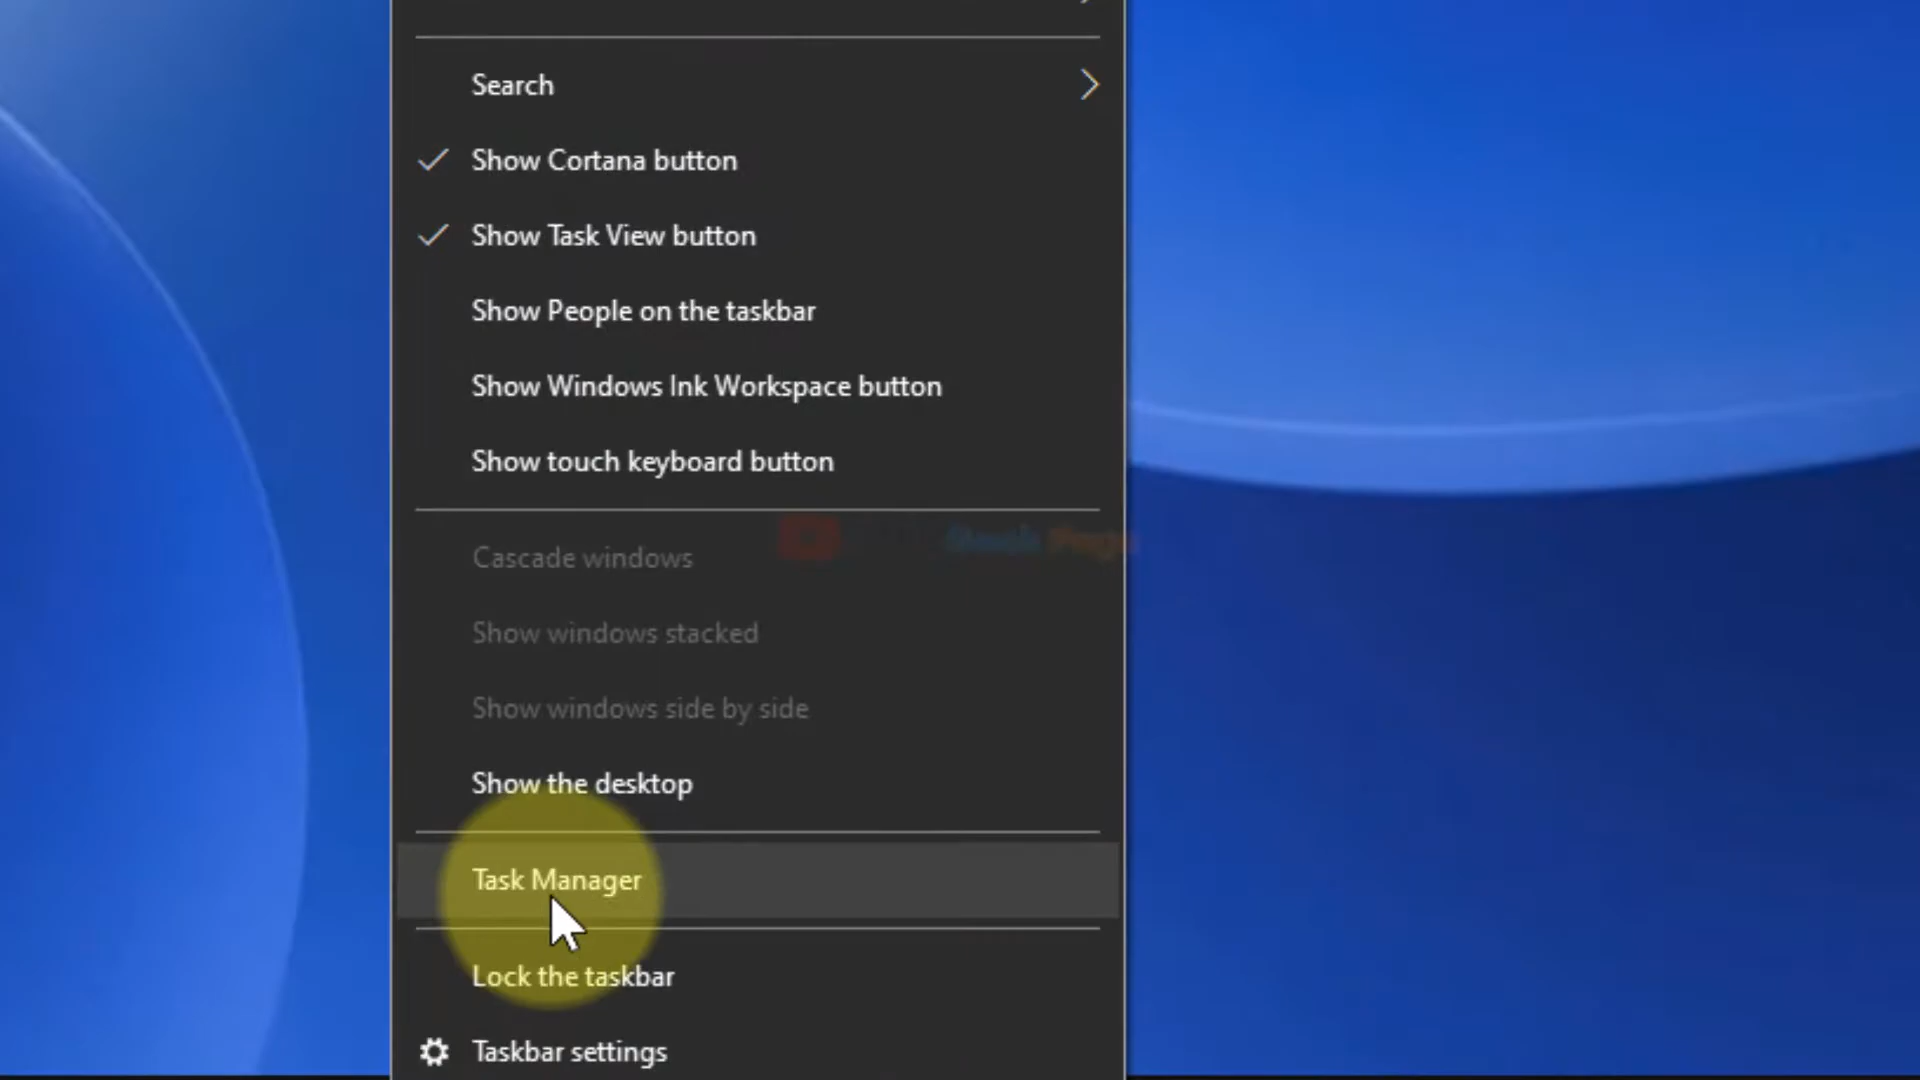 Search
Show Cortana button
Show Task View button
Show People on the taskbar
Show Windows Ink Workspace button
Show touch keyboard button
Cascade windows
Show windows stacked
Show windows side by side
Show the desktop
Task Manager
Lock the taskbar
Taskbar settings